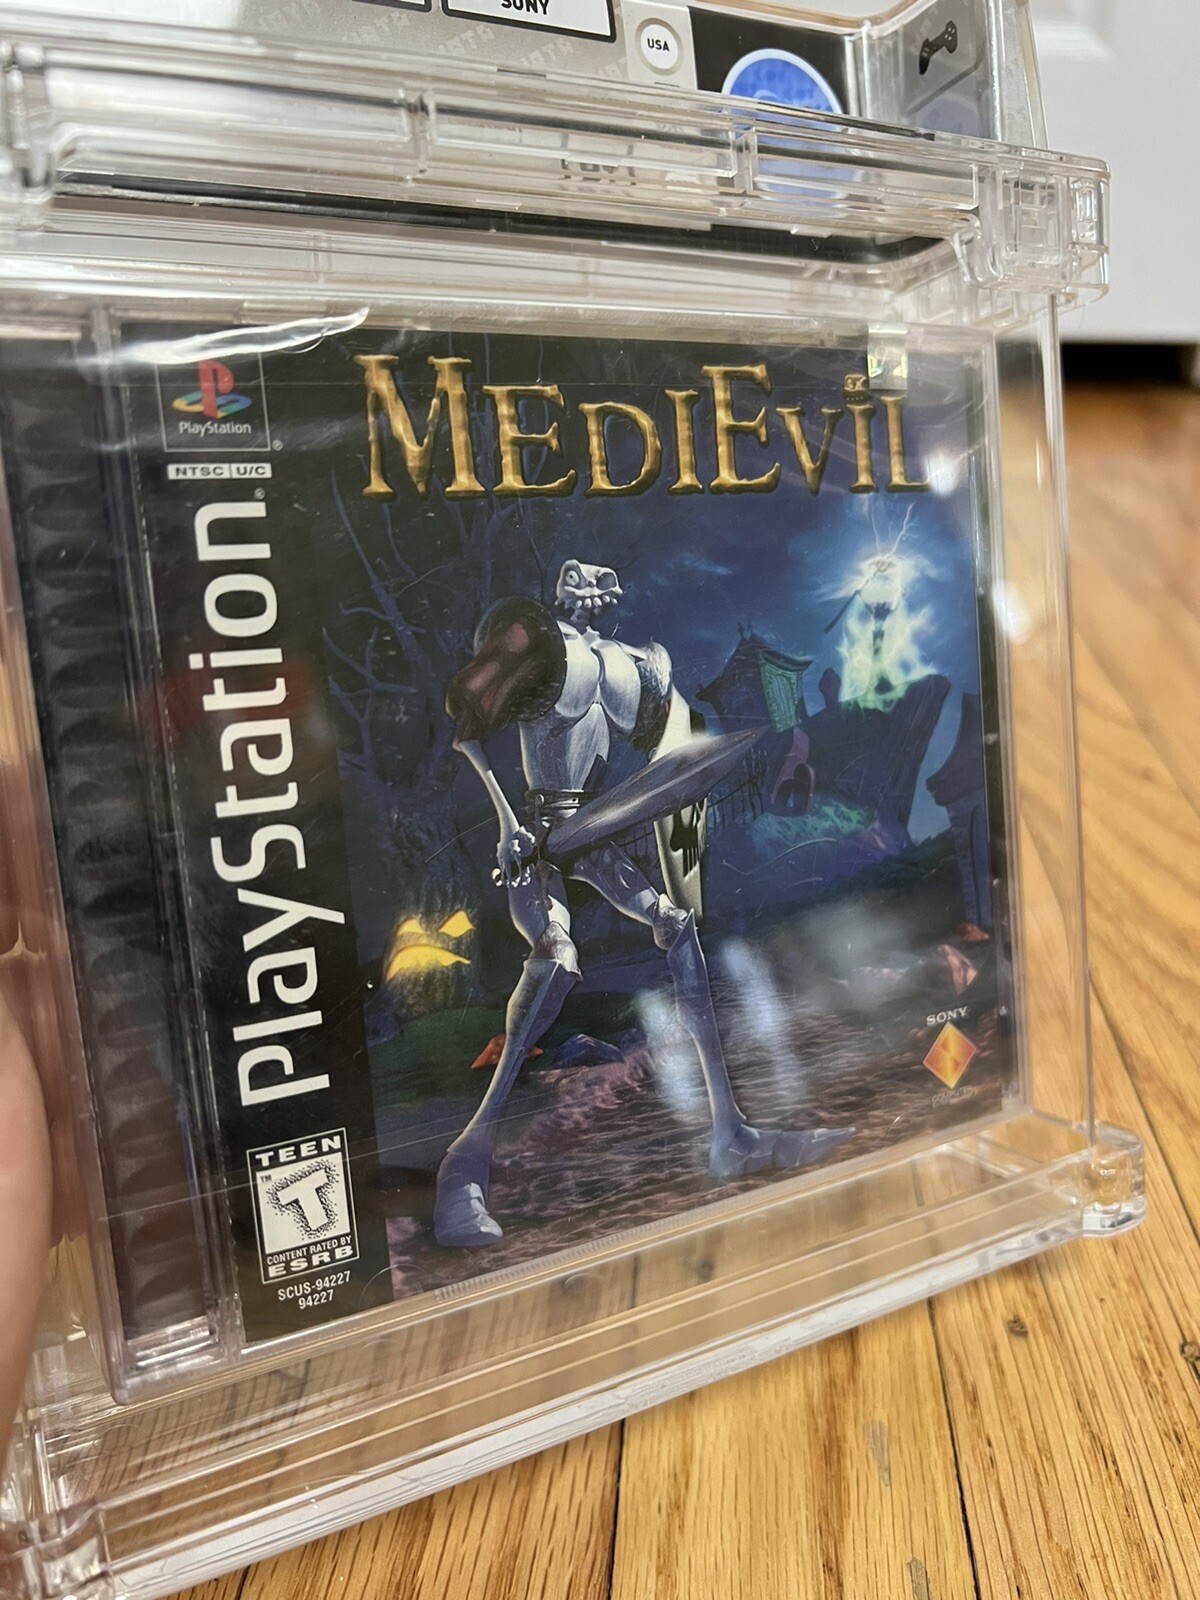 SONY
USA
PlayStation
NTSC U/C
MEDIEVIL
PlayStation
SONY
TEEN
T
CONTENT RATED BY
ESRB
SCUS-94227
94227